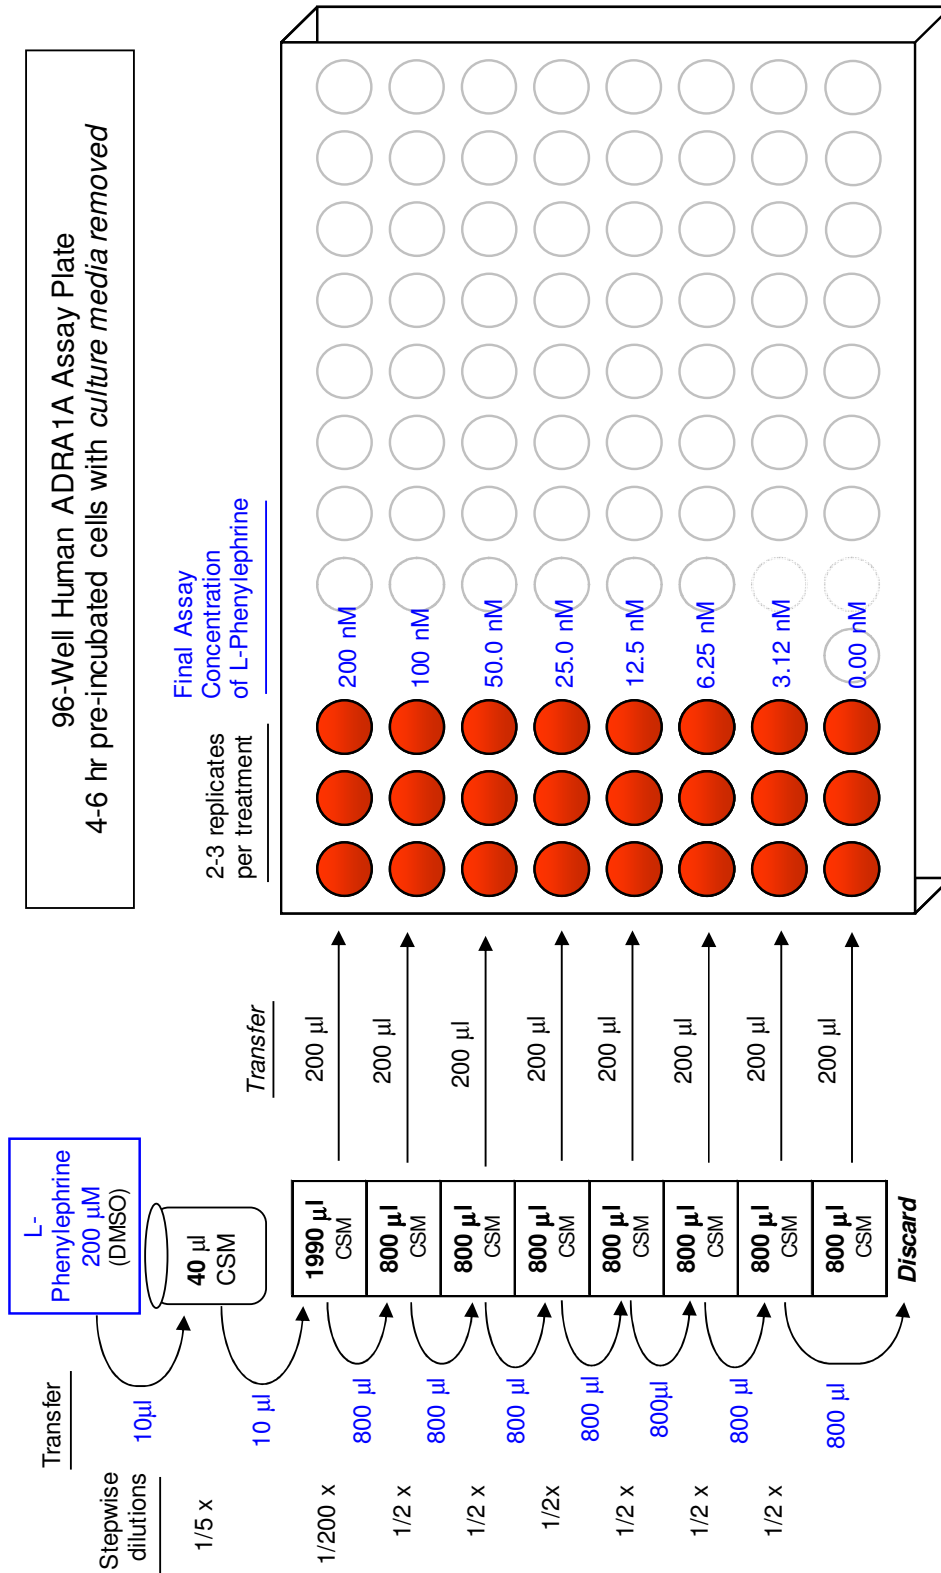 96-Well Human ADRA1A Assay Plate
4-6 hr pre-incubated cells with culture media removed
Stepwise
dilutions
Transfer
L-
Phenylephrine
200 µM
(DMSO)
1/5 x
10µl
40 µl
CSM
10 µl
Transfer
2-3 replicates
per treatment
Final Assay
Concentration
of L-Phenylephrine
1/200 x
1990 µl
CSM
200 µl
200 nM
1/2 x
800 µl
800 µl
CSM
200 µl
100 nM
1/2 x
800 µl
800 µl
CSM
200 µl
50.0 nM
1/2x
800 µl
800 µl
CSM
200 µl
25.0 nM
1/2 x
800 µl
800 µl
CSM
200 µl
12.5 nM
1/2 x
800µl
800 µl
CSM
200 µl
6.25 nM
1/2 x
800 µl
800 µl
CSM
200 µl
3.12 nM
800 µl
800 µl
CSM
200 µl
0.00 nM
Discard